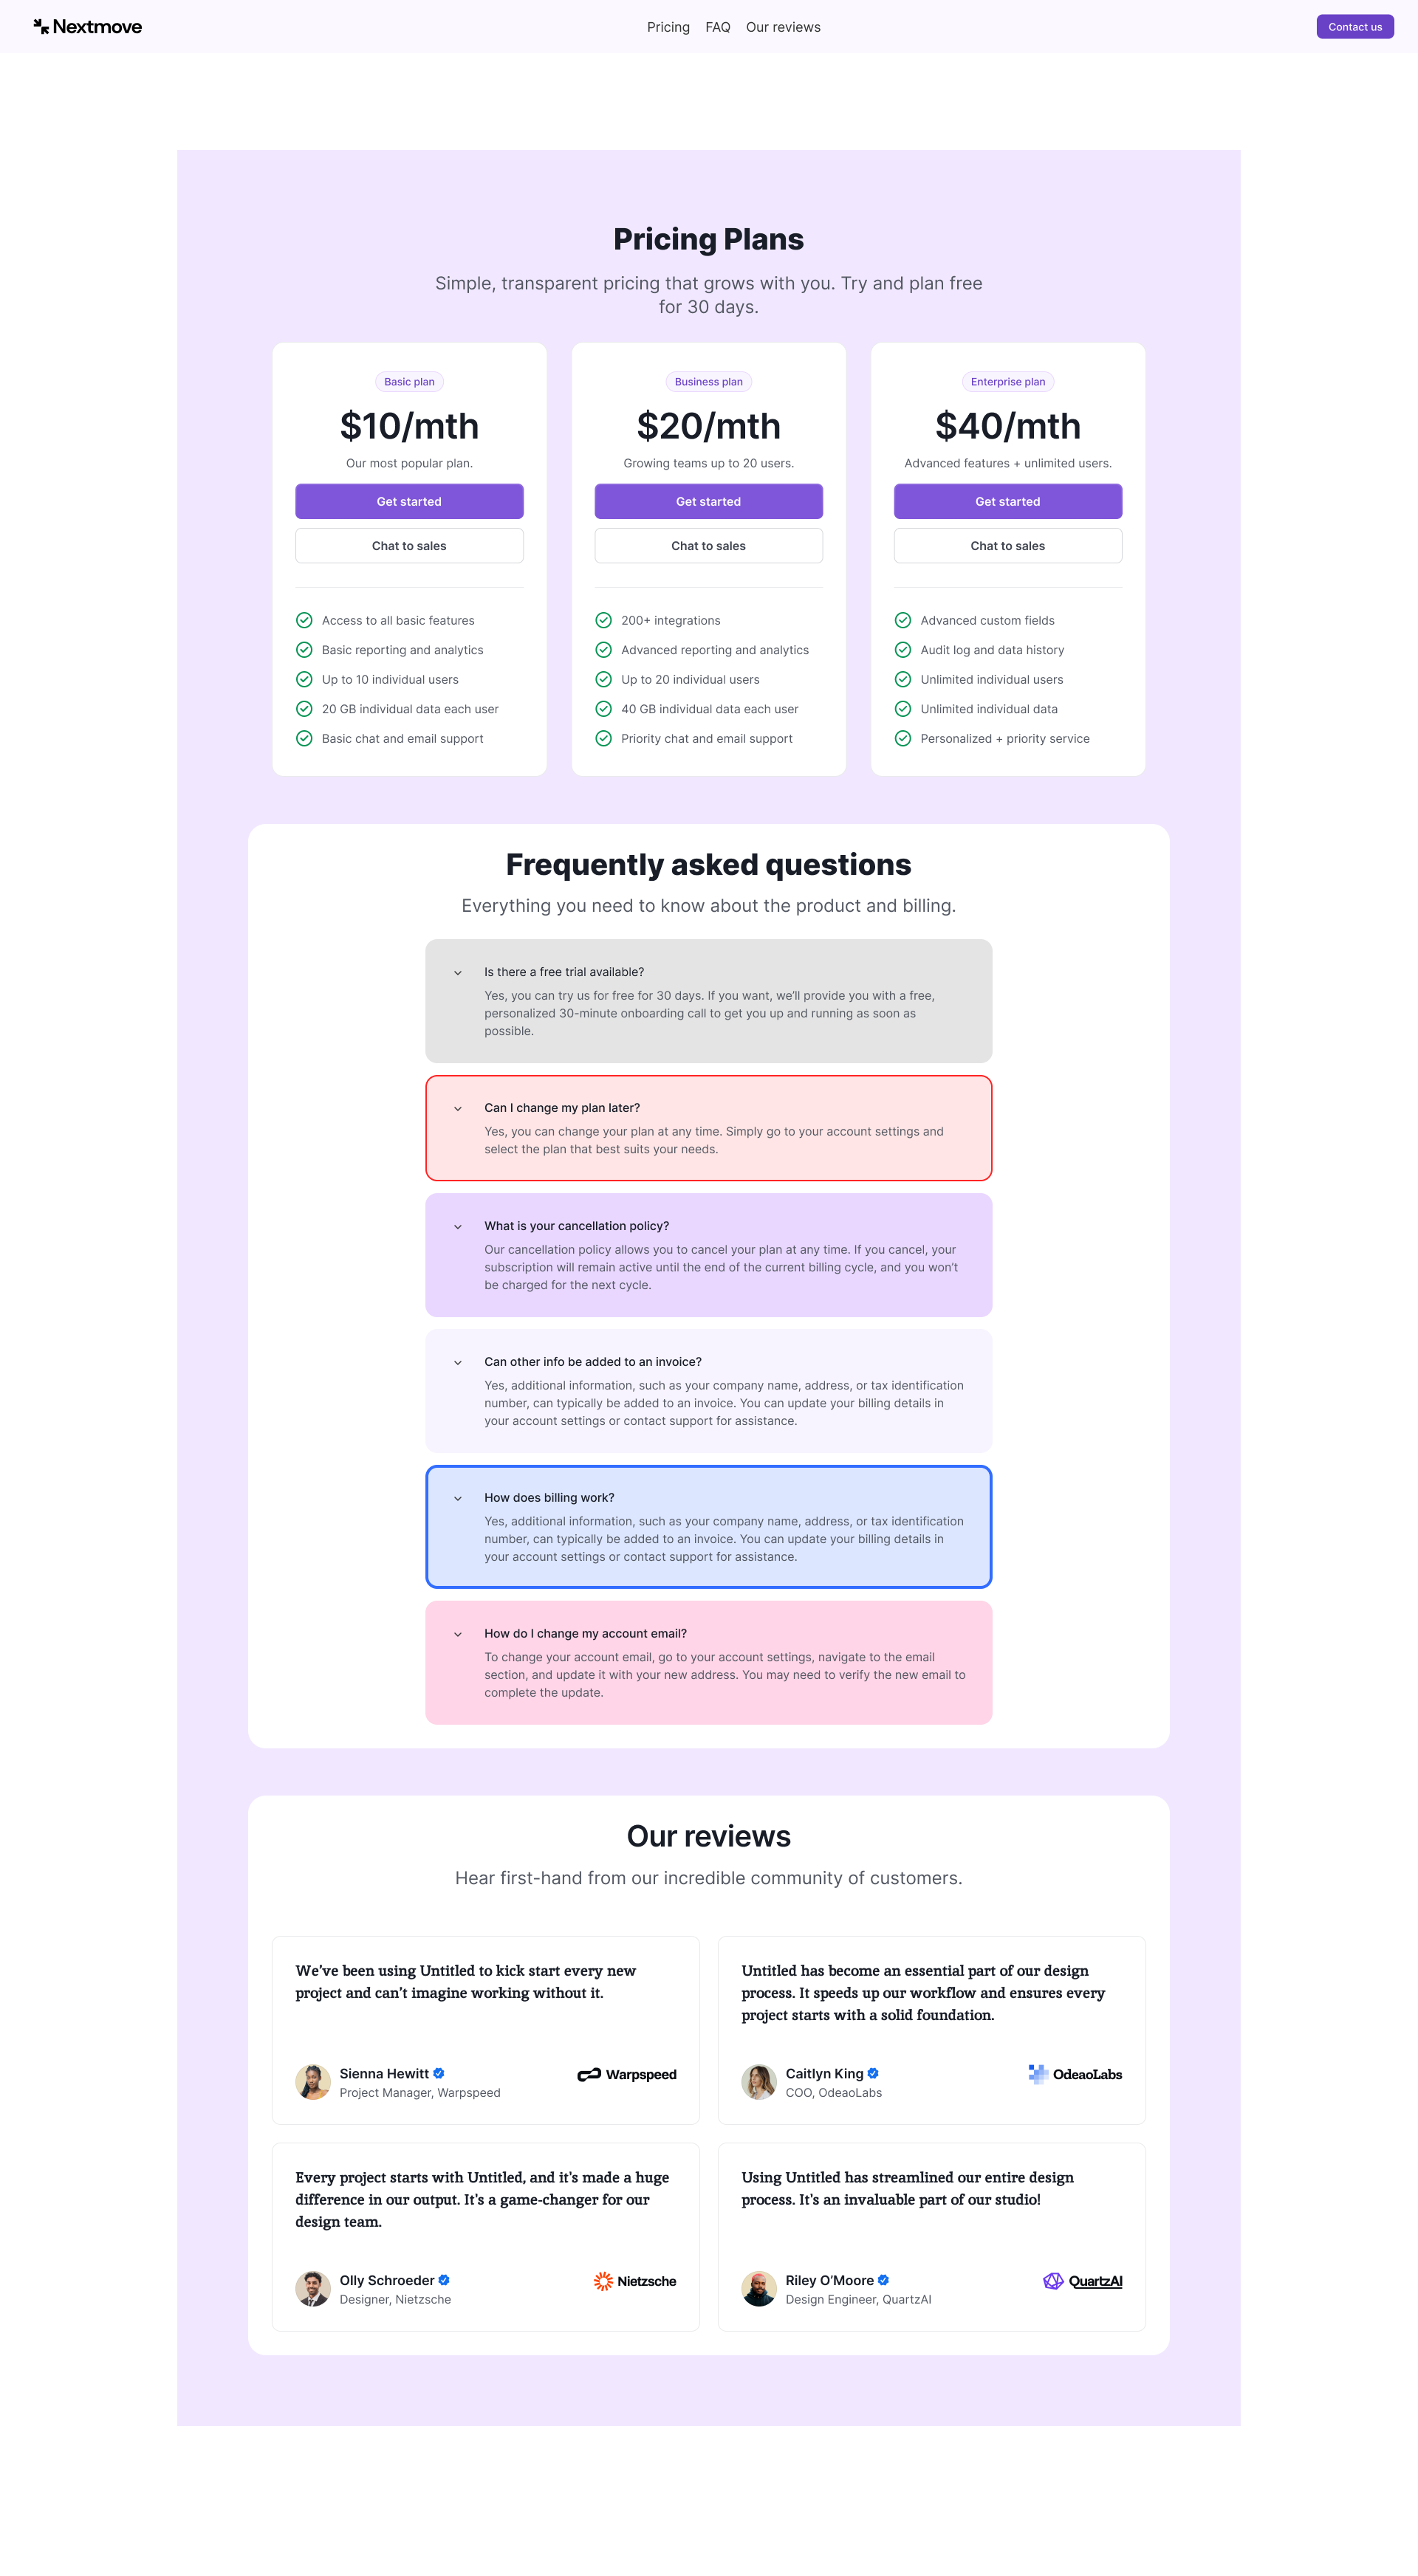 Nextmove
Pricing FAQ Our reviews
Contact us
Pricing Plans
Simple, transparent pricing that grows with you. Try and plan free
for 30 days.
Basic plan
$10/mth
Our most popular plan.
Get started
Chat to sales
Access to all basic features
Basic reporting and analytics
Up to 10 individual users
20 GB individual data each user
Basic chat and email support
Business plan
$20/mth
Growing teams up to 20 users.
Get started
Chat to sales
200+ integrations
Advanced reporting and analytics
Up to 20 individual users
40 GB individual data each user
Priority chat and email support
Enterprise plan
$40/mth
Advanced features + unlimited users.
Get started
Chat to sales
Advanced custom fields
Audit log and data history
Unlimited individual users
Unlimited individual data
Personalized + priority service
Frequently asked questions
Everything you need to know about the product and billing.
Is there a free trial available?
Yes, you can try us for free for 30 days. If you want, we'll provide you with a free,
personalized 30-minute onboarding call to get you up and running as soon as
possible.
Can I change my plan later?
Yes, you can change your plan at any time. Simply go to your account settings and
select the plan that best suits your needs.
What is your cancellation policy?
Our cancellation policy allows you to cancel your plan at any time. If you cancel, your
subscription will remain active until the end of the current billing cycle, and you won't
be charged for the next cycle.
Can other info be added to an invoice?
Yes, additional information, such as your company name, address, or tax identification
number, can typically be added to an invoice. You can update your billing details in
your account settings or contact support for assistance.
How does billing work?
Yes, additional information, such as your company name, address, or tax identification
number, can typically be added to an invoice. You can update your billing details in
your account settings or contact support for assistance.
How do I change my account email?
To change your account email, go to your account settings, navigate to the email
section, and update it with your new address. You may need to verify the new email to
complete the update.
Our reviews
Hear first-hand from our incredible community of customers.
We've been using Untitled to kick start every new
project and can't imagine working without it.
Sienna Hewitt
Project Manager, Warpspeed
Warpspeed
Untitled has become an essential part of our design
process. It speeds up our workflow and ensures every
project starts with a solid foundation.
Caitlyn King
COO, OdeaoLabs
OdeaoLabs
Every project starts with Untitled, and it's made a huge
difference in our output. It's a game-changer for our
design team.
Olly Schroeder
Designer, Nietzsche
Nietzsche
Using Untitled has streamlined our entire design
process. It's an invaluable part of our studio!
Riley O'Moore
Design Engineer, QuartzAI
QuartzAI